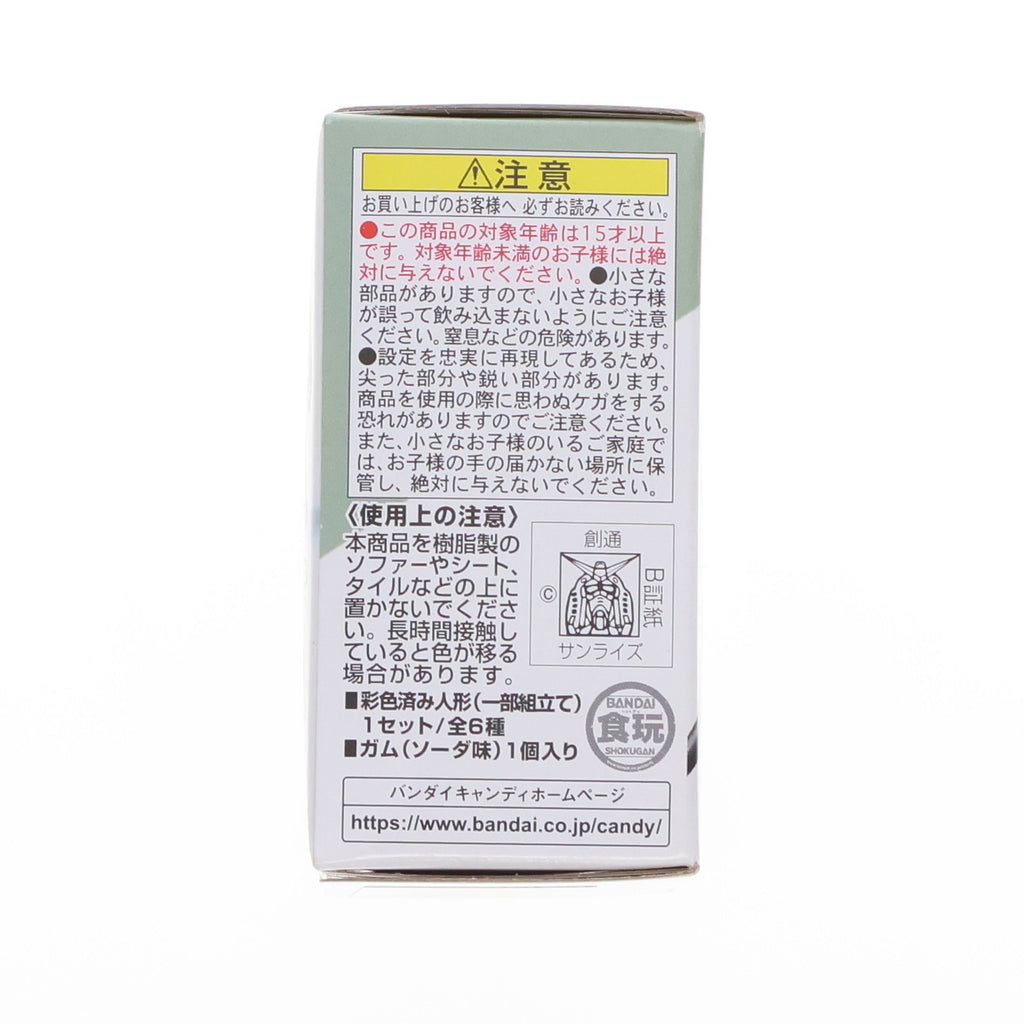 ⚠注意
お買い上げのお客様へ 必ずお読みください。
●この商品の対象年齢は15才以上
です。対象年齢未満のお子様には絶
対に与えないでください。●小さな
部品がありますので、小さなお子様
が誤って飲み込まないようにご注意
ください。窒息などの危険があります。
●設定を忠実に再現してあるため、
尖った部分や鋭い部分があります。
商品を使用の際に思わぬケガをする
恐れがありますのでご注意ください。
また、小さなお子様のいるご家庭で
は、お子様の手の届かない場所に保
管し、絶対に与えないでください。
〈使用上の注意〉
本商品を樹脂製の
ソファーやシート、
タイルなどの上に
置かないでくださ
い。長時間接触し
ていると色が移る
場合があります。
創通
©
B証紙
サンライズ
■彩色済み人形(一部組立て)
1セット/全6種
■ガム(ソーダ味)1個入り
BANDAI
食玩
SHOKUGAN
バンダイキャンディホームページ
https://www.bandai.co.jp/candy/